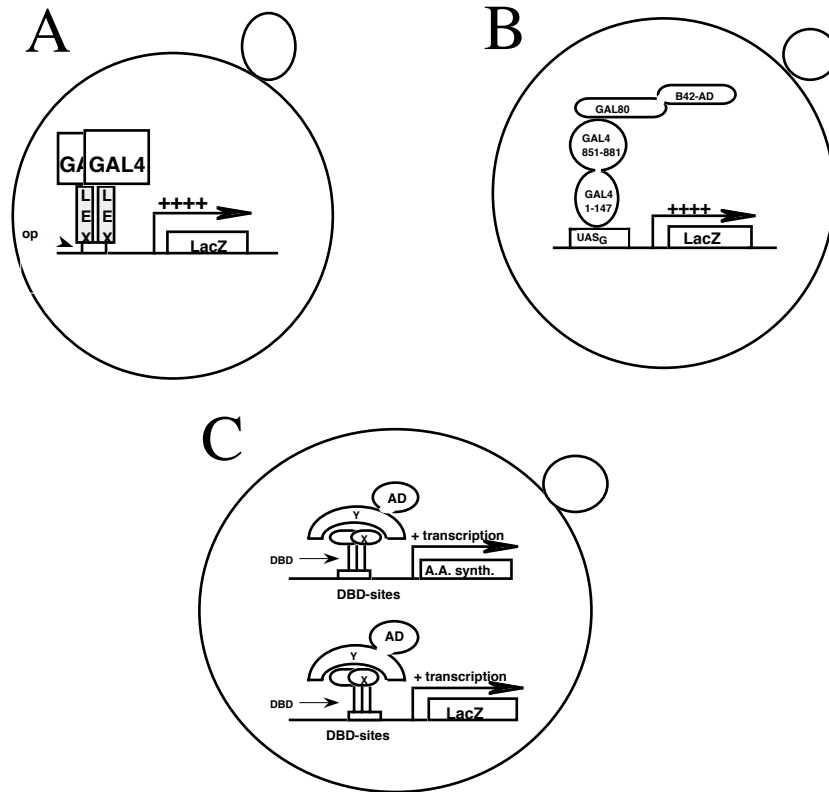 A
GA GAL4
L L
E E
X X
op
++++
LacZ
B
B42-AD
GAL80
GAL4
851-881
GAL4
1-147
UASG
++++
LacZ
C
AD
Y
X
+ transcription
DBD
A.A. synth.
DBD-sites
AD
Y
X
+ transcription
DBD
LacZ
DBD-sites